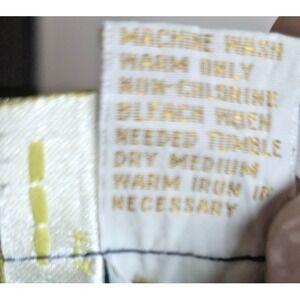 MACHINE WASH
WARM ONLY
NON-CHLORINE
BLEACH WHEN
NEEDED TUMBLE
DRY MEDIUM
WARM IRON IF
NECESSARY